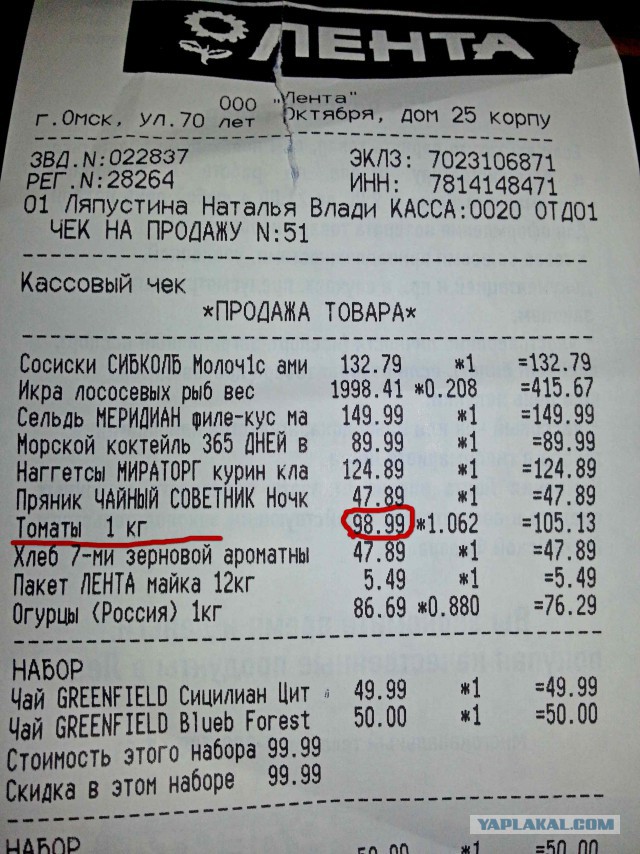 ЛЕНТА
ООО "Лента"
г.Омск, ул.70 лет Октября, дом 25 корпу
ЗВД.N:022837 ЭКЛЗ: 7023106871
РЕГ.N:28264 ИНН: 7814148471
01 Ляпустина Наталья Влади КАССА:0020 ОТД01
ЧЕК НА ПРОДАЖУ N:51
Кассовый чек
*ПРОДАЖА ТОВАРА*
Сосиски СИБКОЛБ Молоч1с ами 132.79 *1 =132.79
Икра лососевых рыб вес 1998.41 *0.208 =415.67
Сельдь МЕРИДИАН филе-кус ма 149.99 *1 =149.99
Морской коктейль 365 ДНЕЙ в 89.99 *1 =89.99
Наггетсы МИРАТОРГ курин кла 124.89 *1 =124.89
Пряник ЧАЙНЫЙ СОВЕТНИК Ночк 47.89 *1 =47.89
Томаты 1 кг 98.99 *1.062 =105.13
Хлеб 7-ми зерновой ароматны 47.89 *1 =47.89
Пакет ЛЕНТА майка 12кг 5.49 *1 =5.49
Огурцы (Россия) 1кг 86.69 *0.880 =76.29
НАБОР
Чай GREENFIELD Сицилиан Цит 49.99 *1 =49.99
Чай GREENFIELD Blueb Forest 50.00 *1 =50.00
Стоимость этого набора 99.99
Скидка в этом наборе 99.99
НАБОР
YAPLAKAL.COM